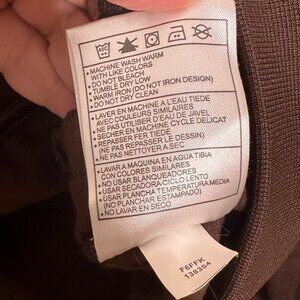 • MACHINE WASH WARM
WITH LIKE COLORS
• DO NOT BLEACH
• TUMBLE DRY LOW
• WARM IRON (DO NOT IRON DESIGN)
• DO NOT DRY CLEAN
• LAVER EN MACHINE A L'EAU TIEDE
AVEC COULEURS SIMILAIRES
• NE PAS UTILISER D'EAU DE JAVEL
• SECHER EN MACHINE CYCLE DELICAT
• REPASSER FER TIEDE
(NE PAS REPASSER LE DESSIN)
• NE PAS NETTOYER A SEC
• LAVAR A MAQUINA EN AGUA TIBIA
CON COLORES SIMILARES
• NO USAR BLANQUEADORES
• USAR SECADORA CICLO LENTO
• USAR PLANCHA TEMPERATURA MEDIA
(NO PLANCHAR ESTAMPADO)
• NO LAVAR EN SECO
F6FFK
138354